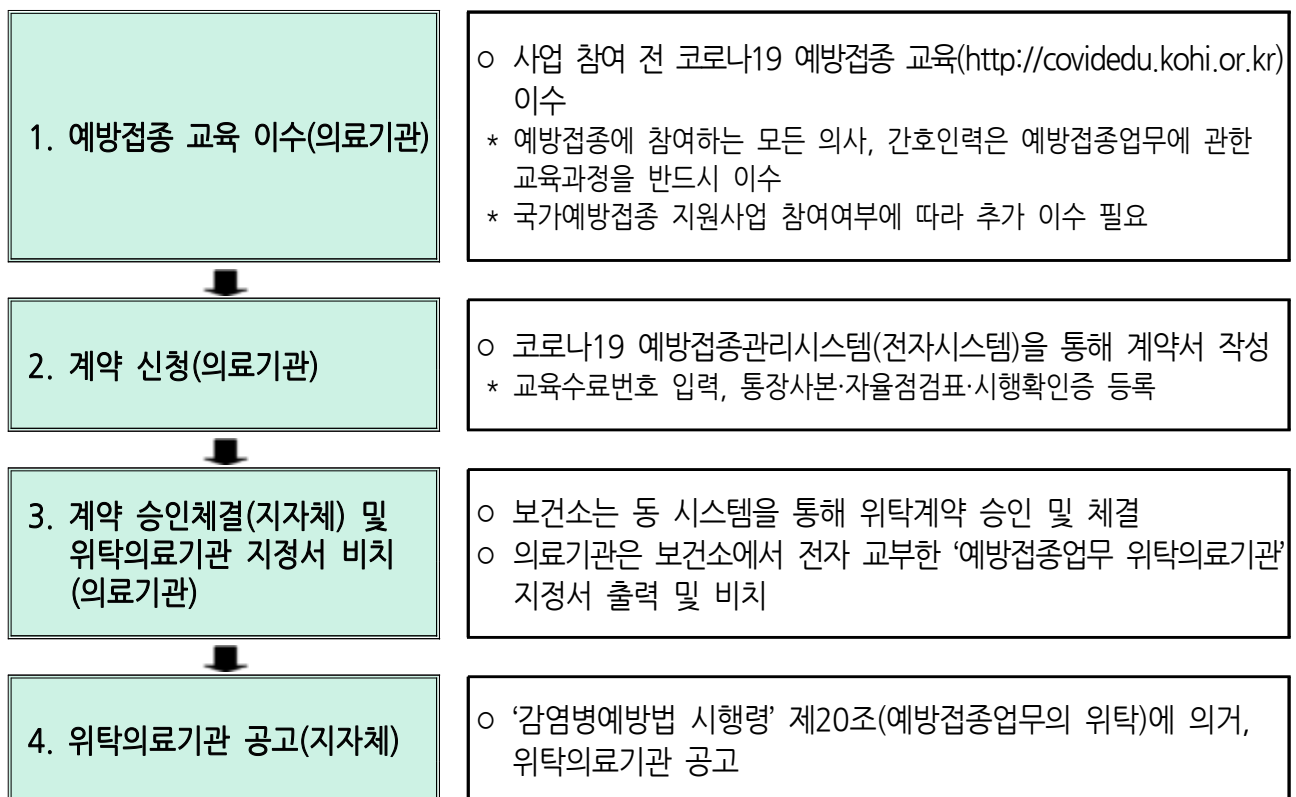 1. 예방접종 교육 이수(의료기관)
○ 사업 참여 전 코로나19 예방접종 교육(http://covidedu.kohi.or.kr)
이수
* 예방접종에 참여하는 모든 의사, 간호인력은 예방접종업무에 관한
교육과정을 반드시 이수
* 국가예방접종 지원사업 참여여부에 따라 추가 이수 필요
2. 계약 신청(의료기관)
○ 코로나19 예방접종관리시스템(전자시스템)을 통해 계약서 작성
* 교육수료번호 입력, 통장사본·자율점검표·시행확인증 등록
3. 계약 승인체결(지자체) 및
위탁의료기관 지정서 비치
(의료기관)
○ 보건소는 동 시스템을 통해 위탁계약 승인 및 체결
○ 의료기관은 보건소에서 전자 교부한 ‘예방접종업무 위탁의료기관’
지정서 출력 및 비치
4. 위탁의료기관 공고(지자체)
○ ‘감염병예방법 시행령’ 제20조(예방접종업무의 위탁)에 의거,
위탁의료기관 공고